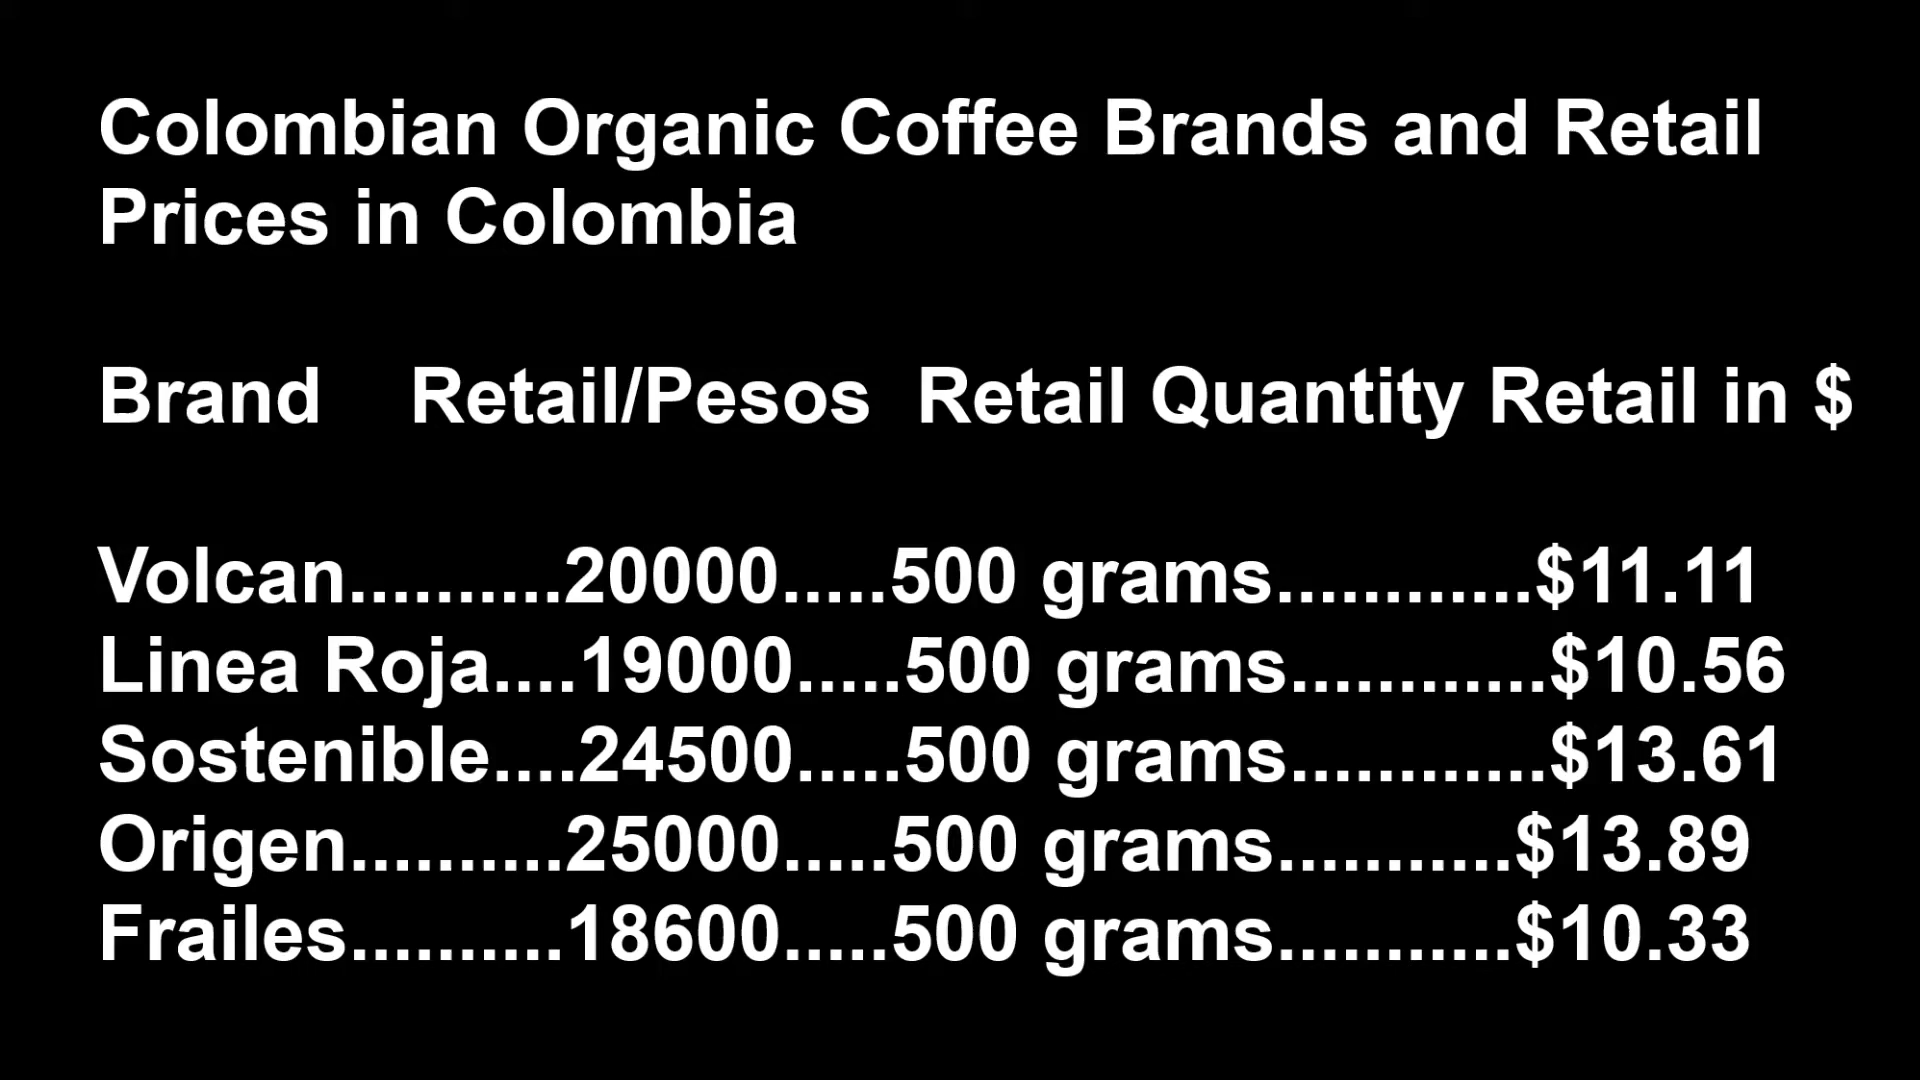 Colombian Organic Coffee Brands and Retail
Prices in Colombia
Brand Retail/Pesos Retail Quantity Retail in $
Volcan..........20000.....500 grams............$11.11
Linea Roja....19000.....500 grams............$10.56
Sostenible....24500.....500 grams............$13.61
Origen..........25000.....500 grams...........$13.89
Frailes..........18600.....500 grams...........$10.33